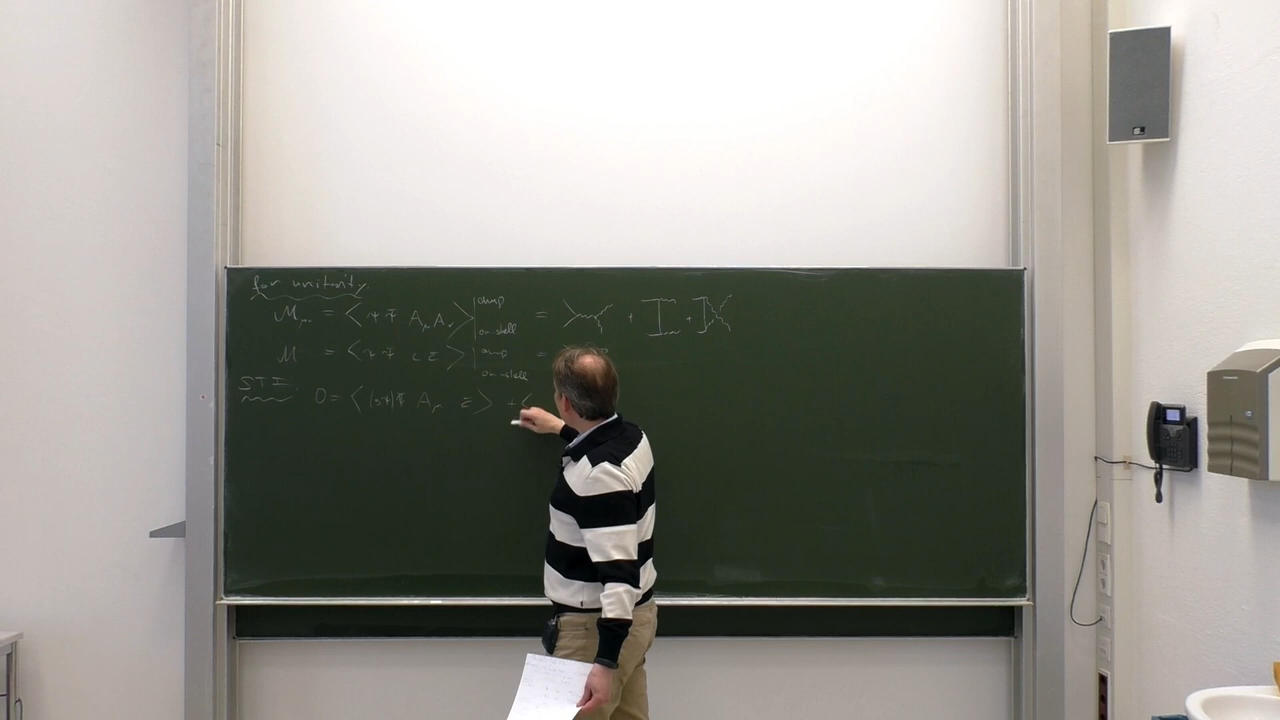 for unitarity
M_μν = < ψ ψ̄ A_μ A_ν >| amp on-shell = + +
M = < ψ ψ̄ c c̄ >| amp on-shell =
STI 0 = < (sψ) ψ̄ A_μ c̄ > + <